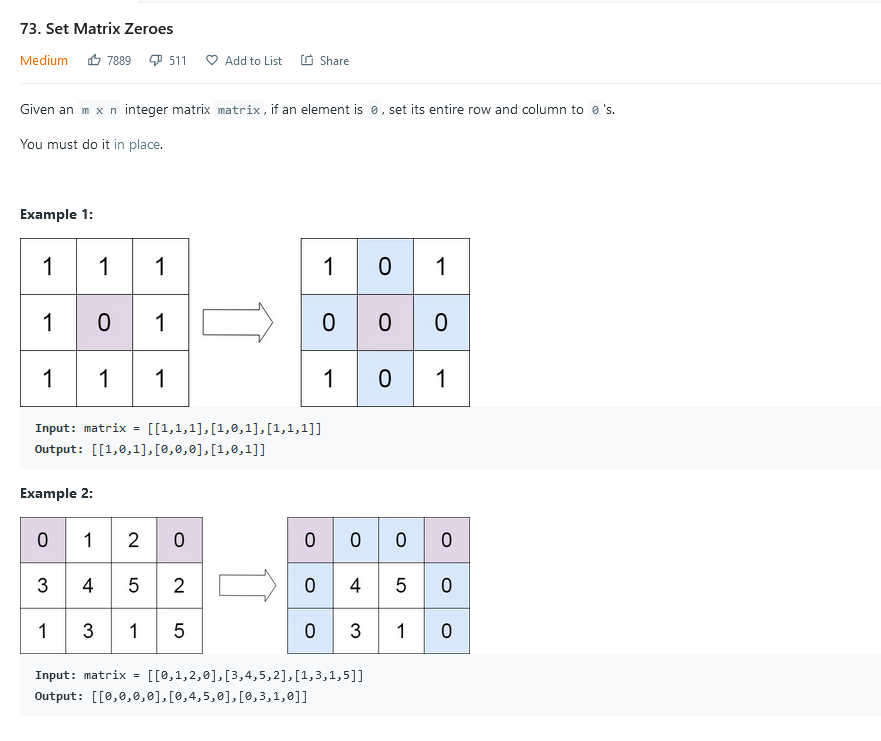 73. Set Matrix Zeroes
Medium 7889 511 Add to List Share
Given an m x n integer matrix matrix, if an element is 0, set its entire row and column to 0's.
You must do it in place.
Example 1:
1 1 1 1 0 1
1 0 1 0 0 0
1 1 1 1 0 1
Input: matrix = [[1,1,1],[1,0,1],[1,1,1]]
Output: [[1,0,1],[0,0,0],[1,0,1]]
Example 2:
0 1 2 0 0 0 0 0
3 4 5 2 0 4 5 0
1 3 1 5 0 3 1 0
Input: matrix = [[0,1,2,0],[3,4,5,2],[1,3,1,5]]
Output: [[0,0,0,0],[0,4,5,0],[0,3,1,0]]